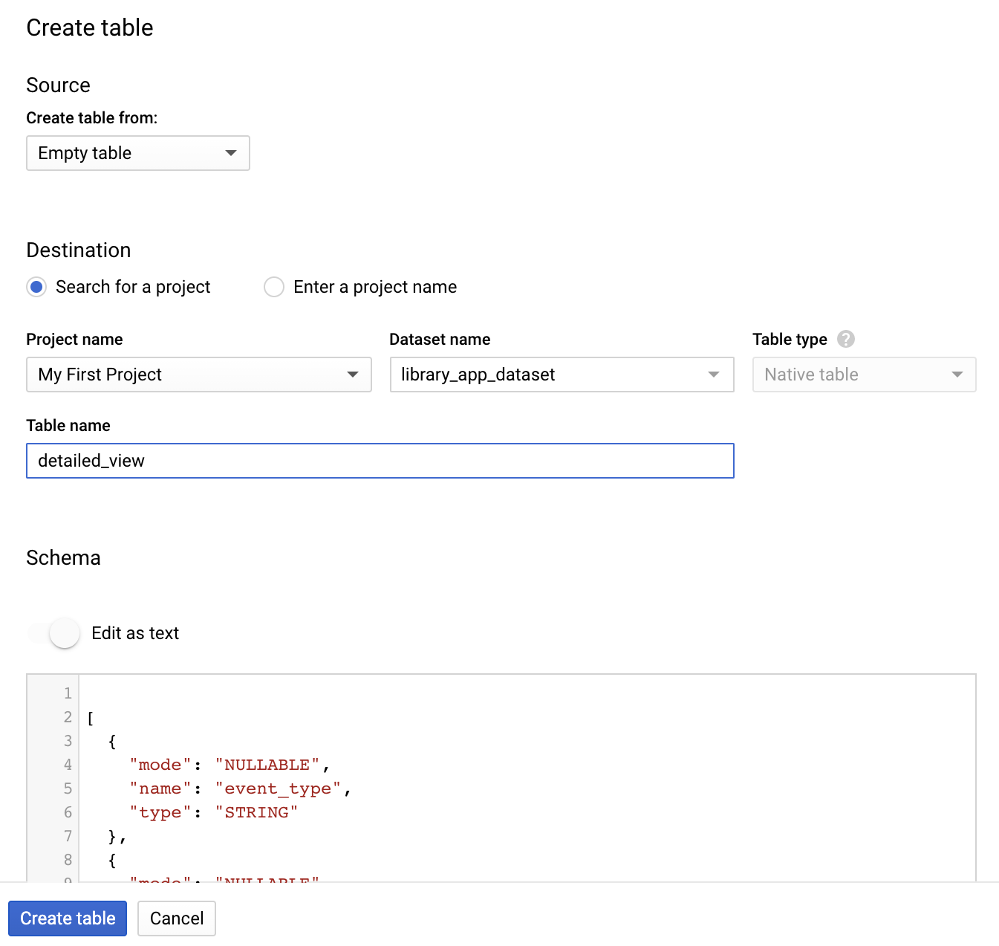 Create table
Source
Create table from:
Empty table
Destination
Search for a project
Enter a project name
Project name
Dataset name
Table type ?
My First Project
library_app_dataset
Native table
Table name
detailed_view
Schema
Edit as text
1
2 [
3 {
4 "mode": "NULLABLE",
5 "name": "event_type",
6 "type": "STRING"
7 },
8 {
9 "mode": "NULLABLE"
Create table
Cancel